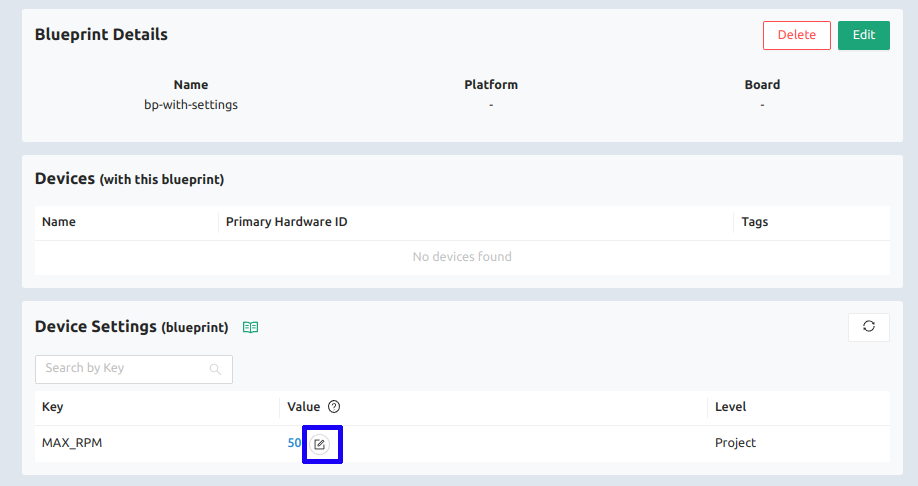 Blueprint Details
Delete
Edit
Name
Platform
Board
bp-with-settings
-
-
Devices (with this blueprint)
Name
Primary Hardware ID
Tags
No devices found
Device Settings (blueprint)
Search by Key
Key
Value
Level
MAX_RPM
50
Project